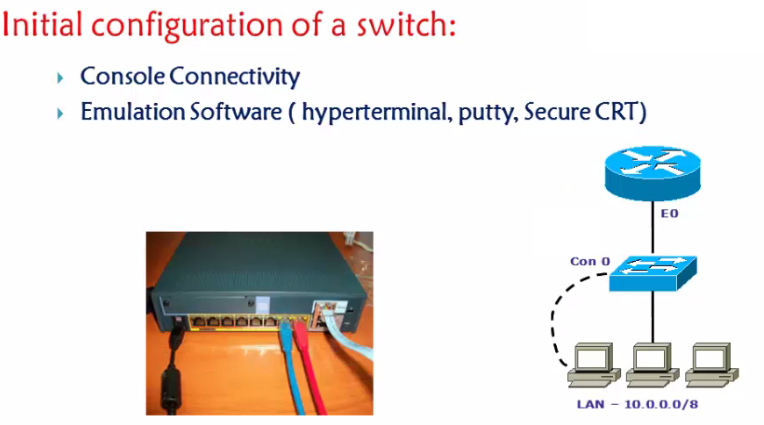 Initial configuration of a switch:
Console Connectivity
Emulation Software ( hyperterminal, putty, Secure CRT)
E0
Con 0
LAN – 10.0.0.0/8